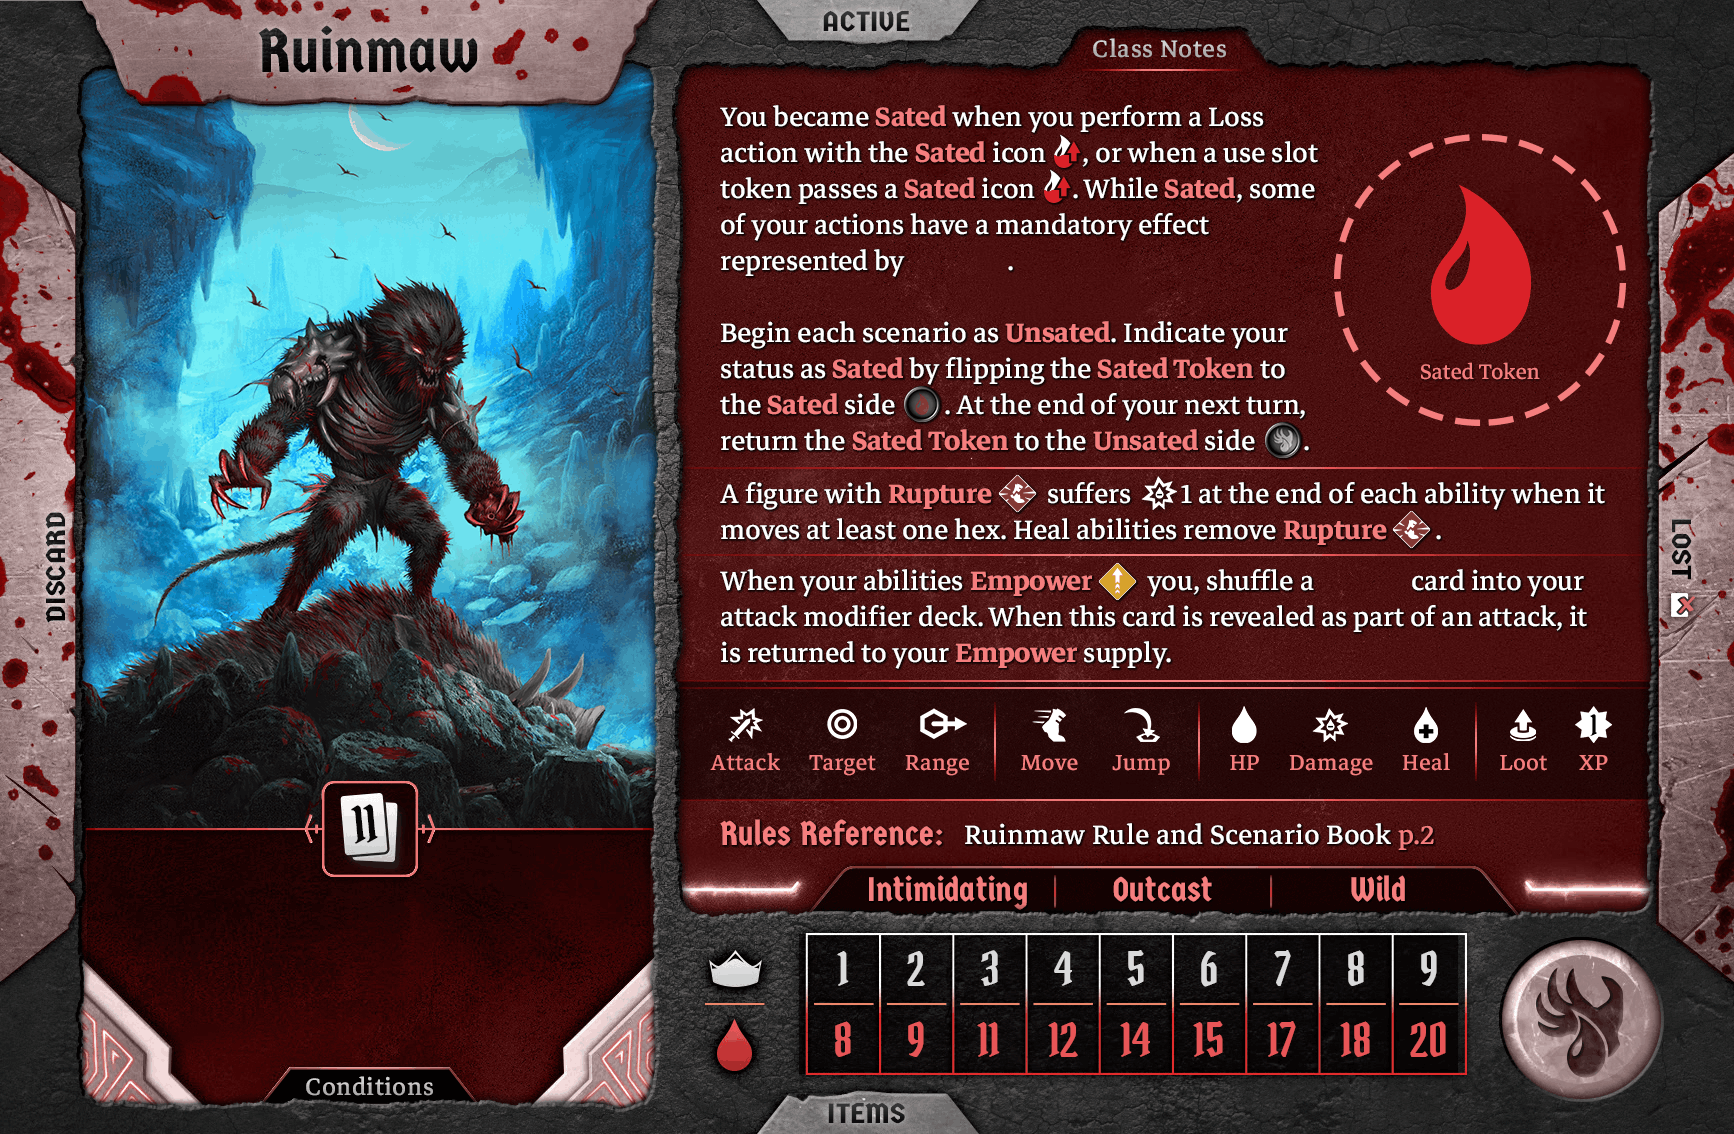 Ruinmaw
ACTIVE
Class Notes
You became Sated when you perform a Loss
action with the Sated icon , or when a use slot
token passes a Sated icon . While Sated, some
of your actions have a mandatory effect
represented by .
Begin each scenario as Unsated. Indicate your
status as Sated by flipping the Sated Token to
the Sated side . At the end of your next turn,
return the Sated Token to the Unsated side .
Sated Token
A figure with Rupture suffers 1 at the end of each ability when it
moves at least one hex. Heal abilities remove Rupture .
When your abilities Empower you, shuffle a card into your
attack modifier deck. When this card is revealed as part of an attack, it
is returned to your Empower supply.
Attack Target Range Move Jump HP Damage Heal Loot 1 XP
Rules Reference: Ruinmaw Rule and Scenario Book p.2
Intimidating Outcast Wild
1 2 3 4 5 6 7 8 9
8 9 11 12 14 15 17 18 20
DISCARD
LOST
11
Conditions
ITEMS